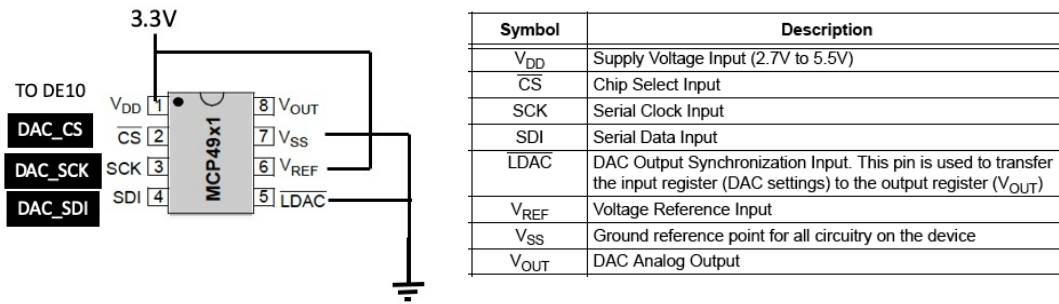 3.3V
TO DE10
DAC_CS
DAC_SCK
DAC_SDI
VDD 1
CS 2
SCK 3
SDI 4
MCP49x1
8 VOUT
7 VSS
6 VREF
5 LDAC
Symbol Description
VDD Supply Voltage Input (2.7V to 5.5V)
CS Chip Select Input
SCK Serial Clock Input
SDI Serial Data Input
LDAC DAC Output Synchronization Input. This pin is used to transfer
the input register (DAC settings) to the output register (VOUT)
VREF Voltage Reference Input
VSS Ground reference point for all circuitry on the device
VOUT DAC Analog Output